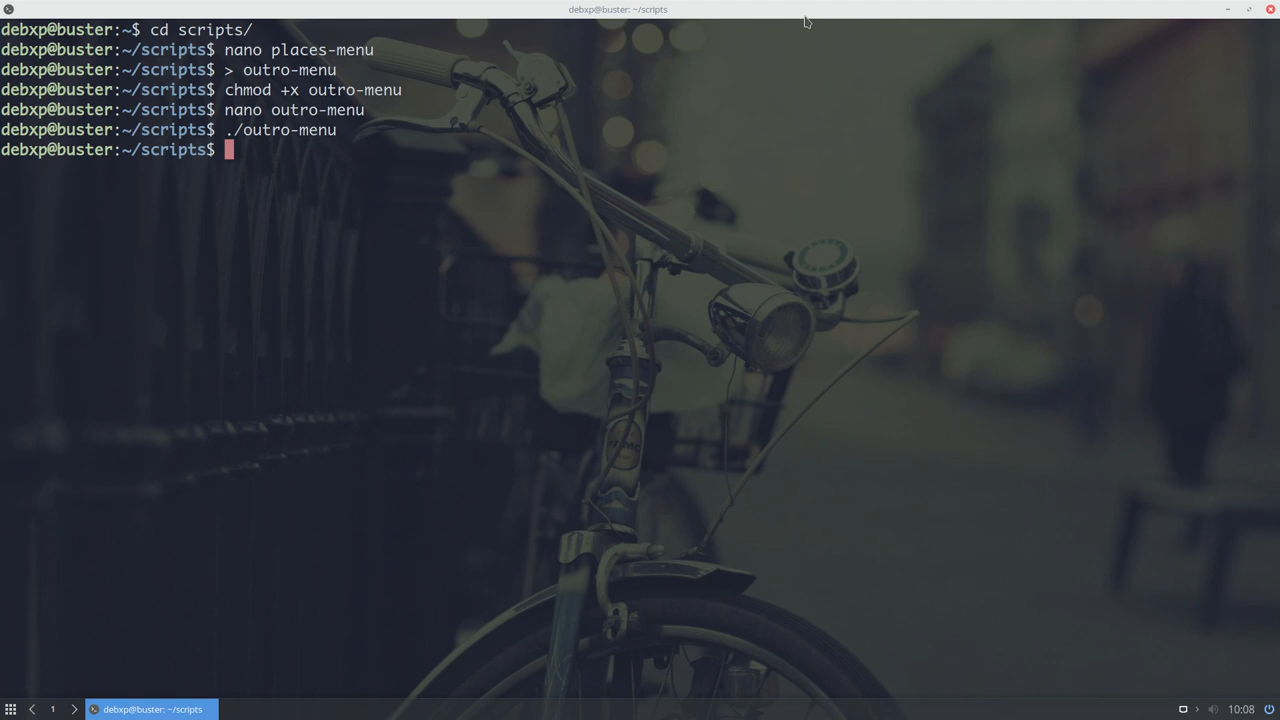 debxp@buster: ~/scripts
debxp@buster:~$ cd scripts/
debxp@buster:~/scripts$ nano places-menu
debxp@buster:~/scripts$ > outro-menu
debxp@buster:~/scripts$ chmod +x outro-menu
debxp@buster:~/scripts$ nano outro-menu
debxp@buster:~/scripts$ ./outro-menu
debxp@buster:~/scripts$
1
debxp@buster: ~/scripts
10:08